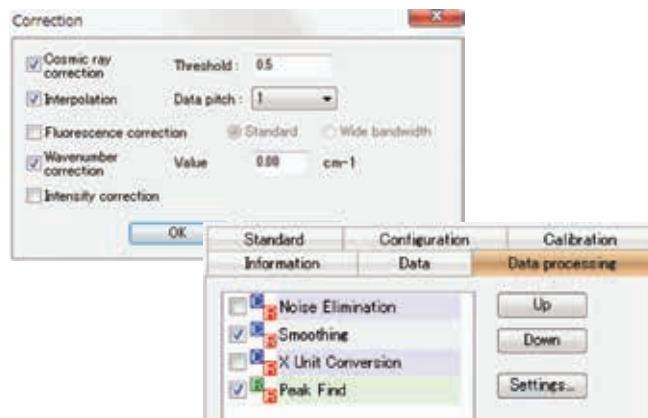 Correction
Cosmic ray correction Threshold : 0.5
Interpolation Data pitch : 1
Fluorescence correction Standard Wide bandwidth
Wavenumber correction Value 0.00 cm-1
Intensity correction
OK
Standard Configuration Calibration
Information Data Data processing
Noise Elimination Up
Smoothing Down
X Unit Conversion
Peak Find Settings...